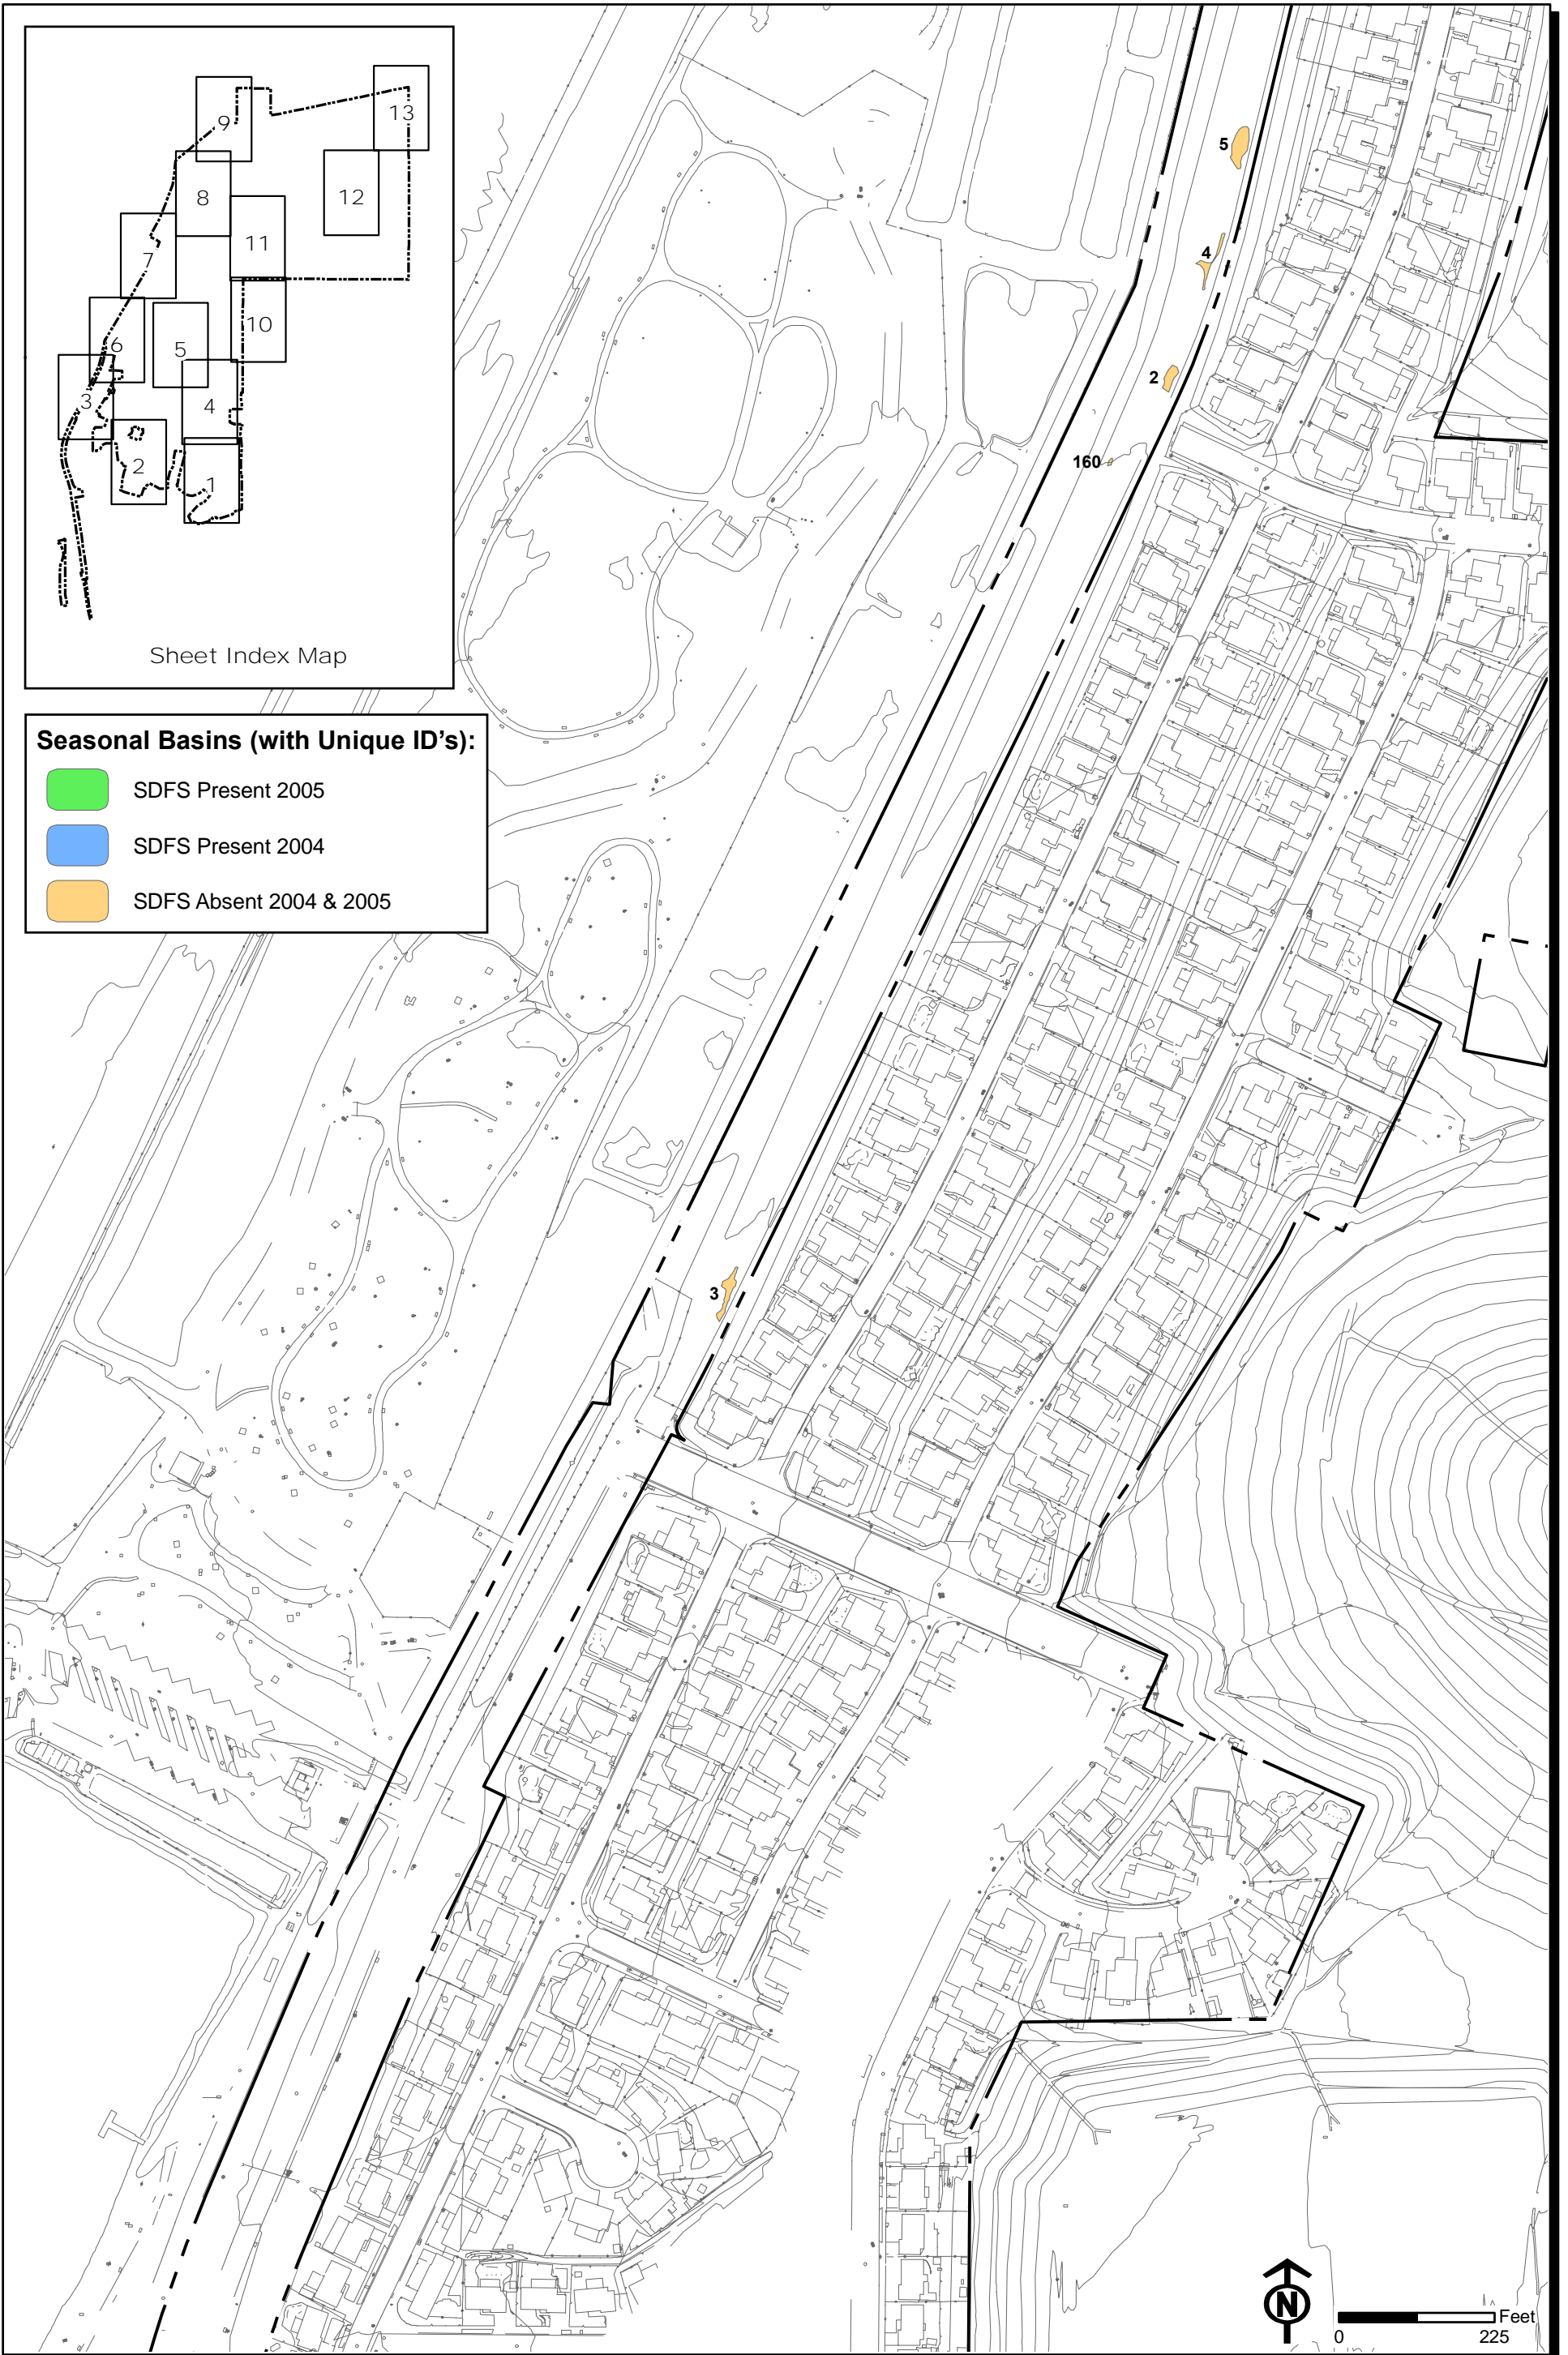 9
13
8
12
11
7
10
6
5
3
4
2
1
Sheet Index Map
Seasonal Basins (with Unique ID's):
SDFS Present 2005
SDFS Present 2004
SDFS Absent 2004 & 2005
5
4
2
160
3
N
Feet
0 225